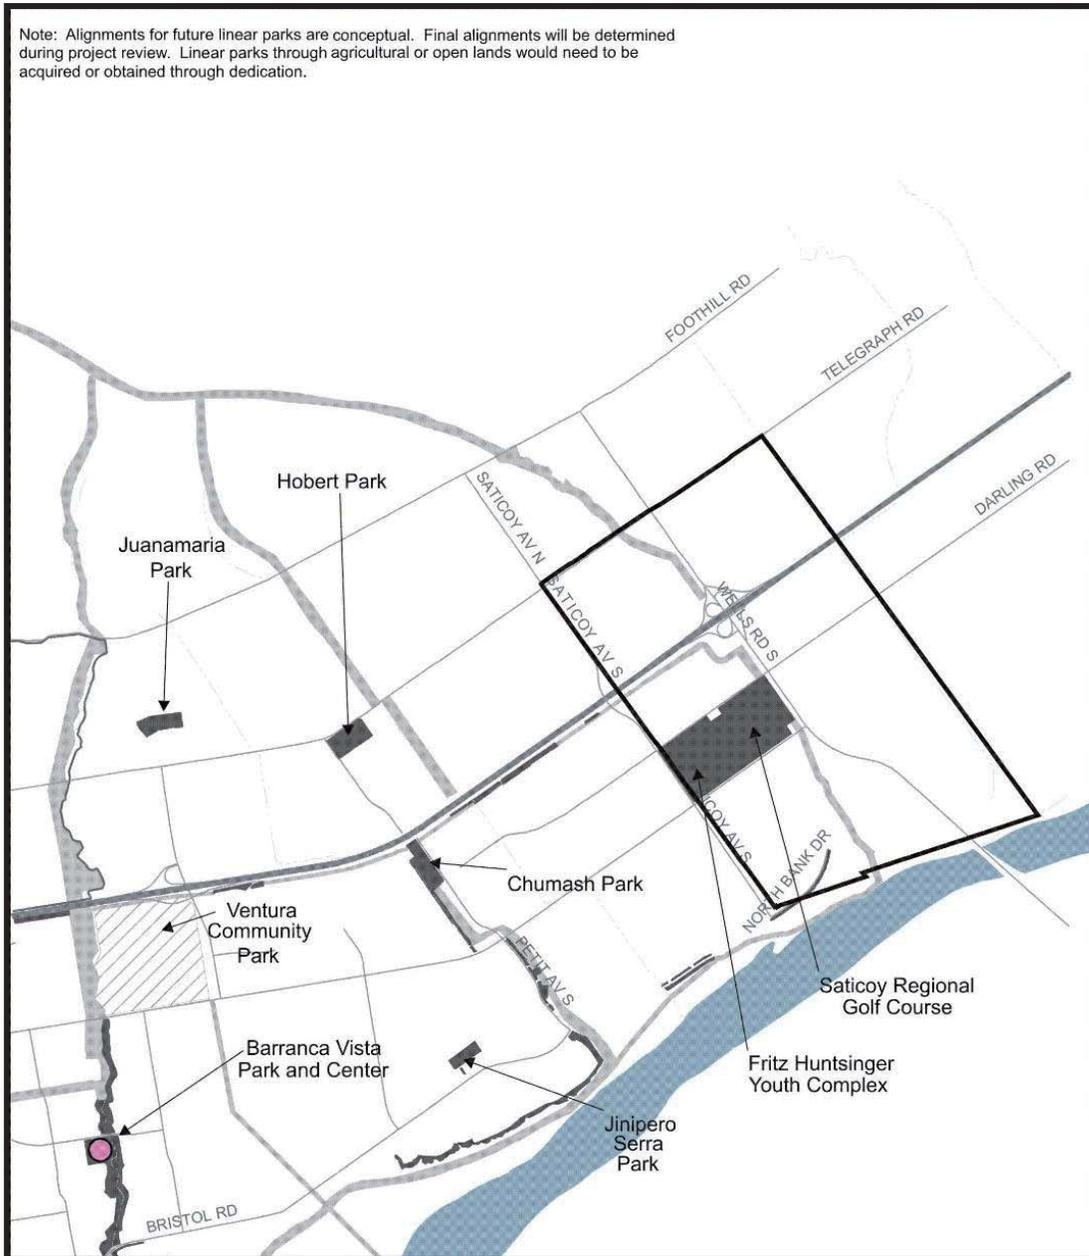 Note: Alignments for future linear parks are conceptual. Final alignments will be determined
during project review. Linear parks through agricultural or open lands would need to be
acquired or obtained through dedication.
FOOTHILL RD
TELEGRAPH RD
DARLING RD
SATICOY AV N
SATICOY AV S
WELLS RD S
Hobert Park
Juanamaria
Park
Chumash Park
ICOY AV S
NORTH BANK DR
Ventura
Community
Park
PETIT AV S
Saticoy Regional
Golf Course
Barranca Vista
Park and Center
Fritz Huntsinger
Youth Complex
Jinipero
Serra
Park
BRISTOL RD